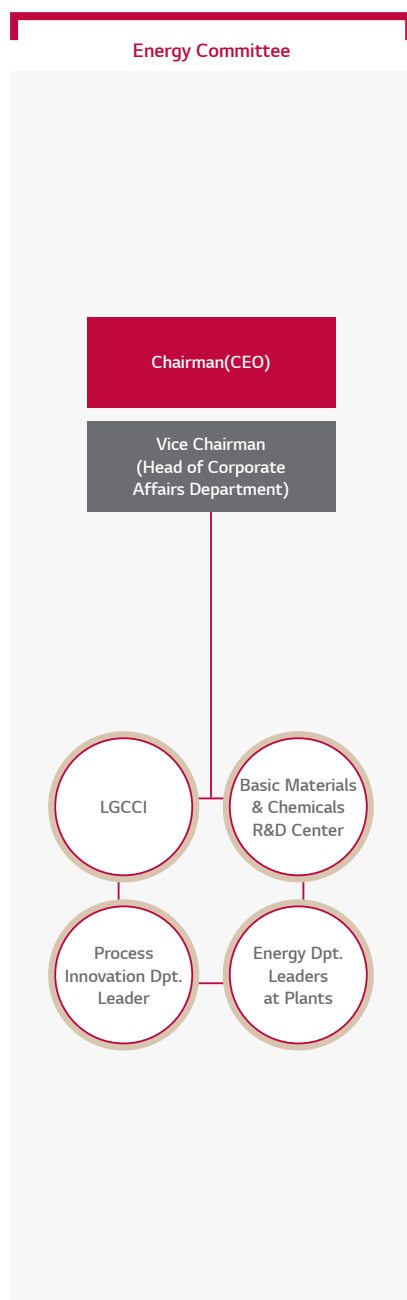 Energy Committee
Chairman(CEO)
Vice Chairman
(Head of Corporate
Affairs Department)
LGCCI
Basic Materials
& Chemicals
R&D Center
Process
Innovation Dpt.
Leader
Energy Dpt.
Leaders
at Plants